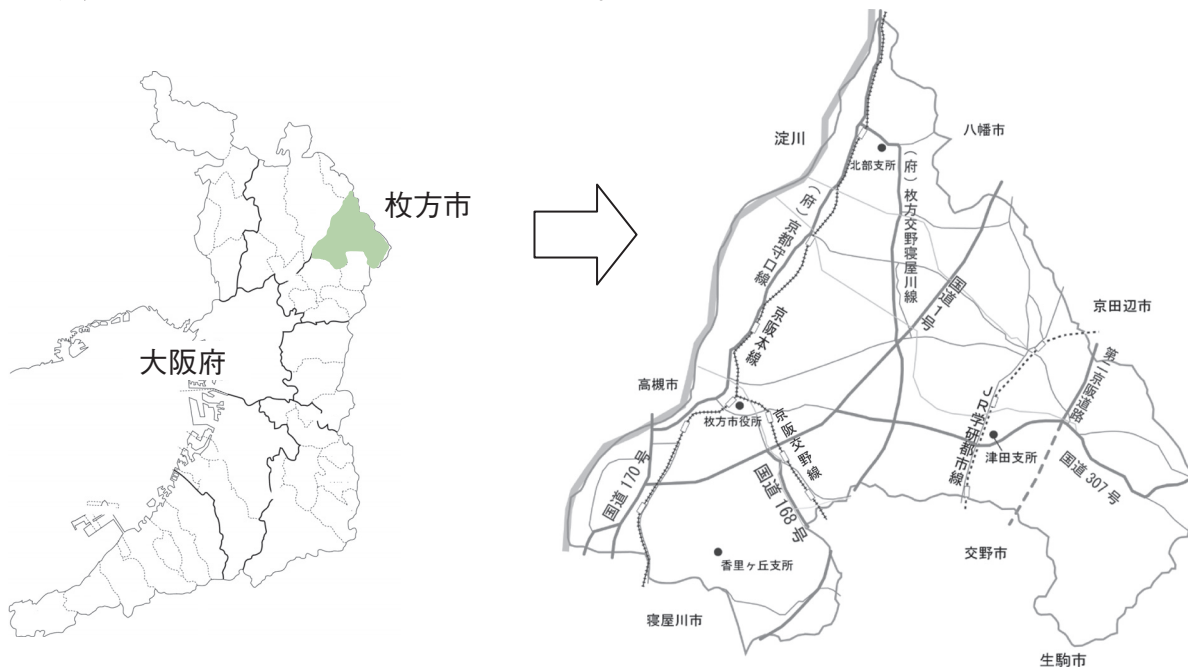 枚方市
大阪府
淀川
八幡市
北部支所
(府)京都守口線
(府)枚方交野寝屋川線
国道1号
京田辺市
京阪本線
第二京阪道路
高槻市
枚方市役所
京阪交野線
JR学研都市線
津田支所
国道170号
国道168号
国道307号
交野市
香里ヶ丘支所
寝屋川市
生駒市